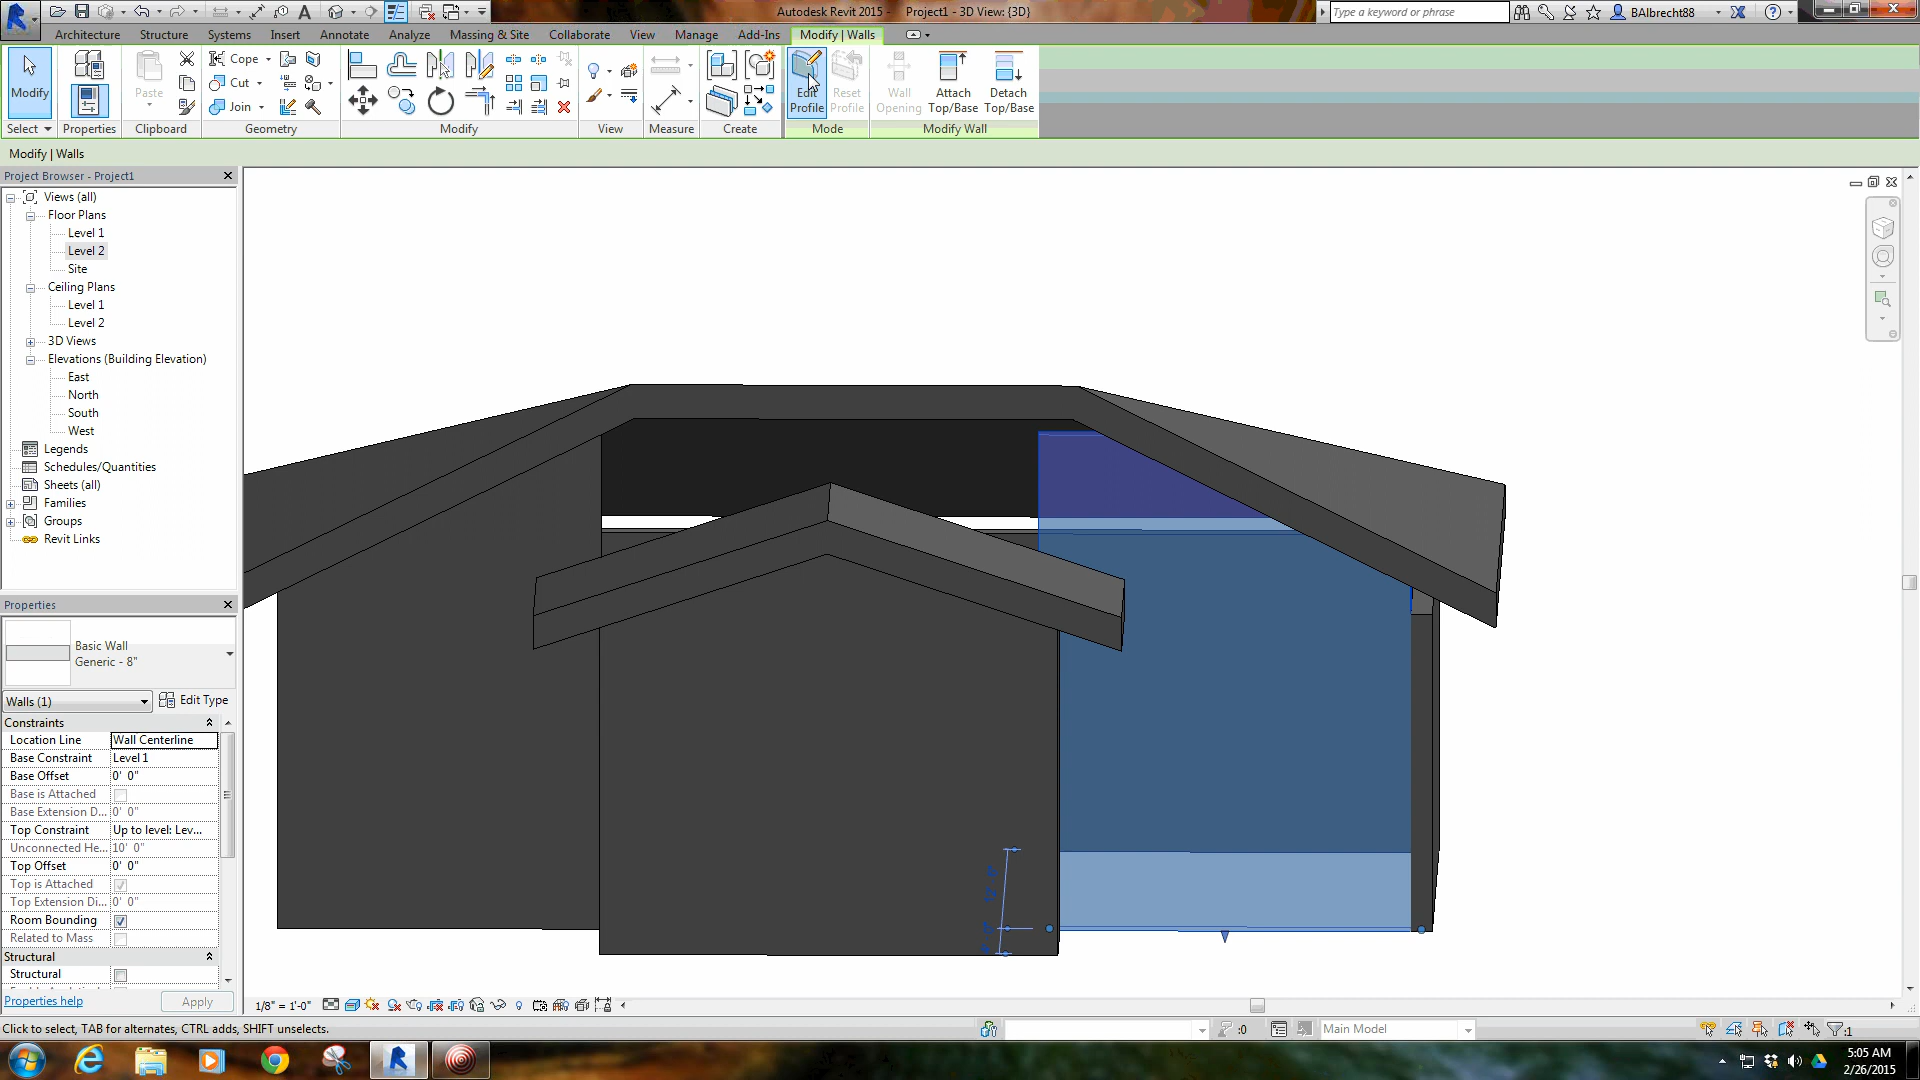 Autodesk Revit 2015 -    Project1 - 3D View: {3D}
Type a keyword or phrase
BAlbrecht88
Architecture Structure Systems Insert Annotate Analyze Massing & Site Collaborate View Manage Add-Ins Modify | Walls
Modify
Paste
Cope
Cut
Join
Edit Profile
Reset Profile
Wall Opening
Attach Top/Base
Detach Top/Base
Select Properties Clipboard Geometry Modify View Measure Create Mode Modify Wall
Modify | Walls
Project Browser - Project1
Views (all)
Floor Plans
Level 1
Level 2
Site
Ceiling Plans
Level 1
Level 2
3D Views
Elevations (Building Elevation)
East
North
South
West
Legends
Schedules/Quantities
Sheets (all)
Families
Groups
Revit Links
Properties
Basic Wall
Generic - 8"
Walls (1) Edit Type
Constraints
Location Line Wall Centerline
Base Constraint Level 1
Base Offset 0' 0"
Base is Attached
Base Extension D... 0' 0"
Top Constraint Up to level: Lev...
Unconnected He... 10' 0"
Top Offset 0' 0"
Top is Attached
Top Extension Di... 0' 0"
Room Bounding
Related to Mass
Structural
Structural
Properties help Apply
1/8" = 1'-0"
Click to select, TAB for alternates, CTRL adds, SHIFT unselects.
:0
Main Model
:1
5:05 AM
2/26/2015